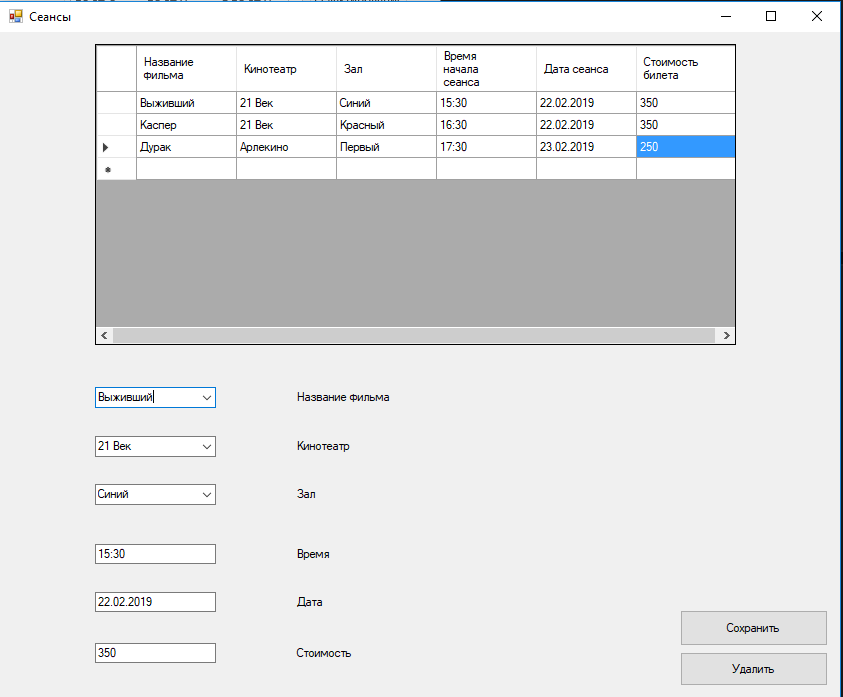 Сеансы
Название фильма Кинотеатр Зал Время начала сеанса Дата сеанса Стоимость билета
Выживший 21 Век Синий 15:30 22.02.2019 350
Каспер 21 Век Красный 16:30 22.02.2019 350
Дурак Арлекино Первый 17:30 23.02.2019 250
Выживший Название фильма
21 Век Кинотеатр
Синий Зал
15:30 Время
22.02.2019 Дата
350 Стоимость
Сохранить
Удалить